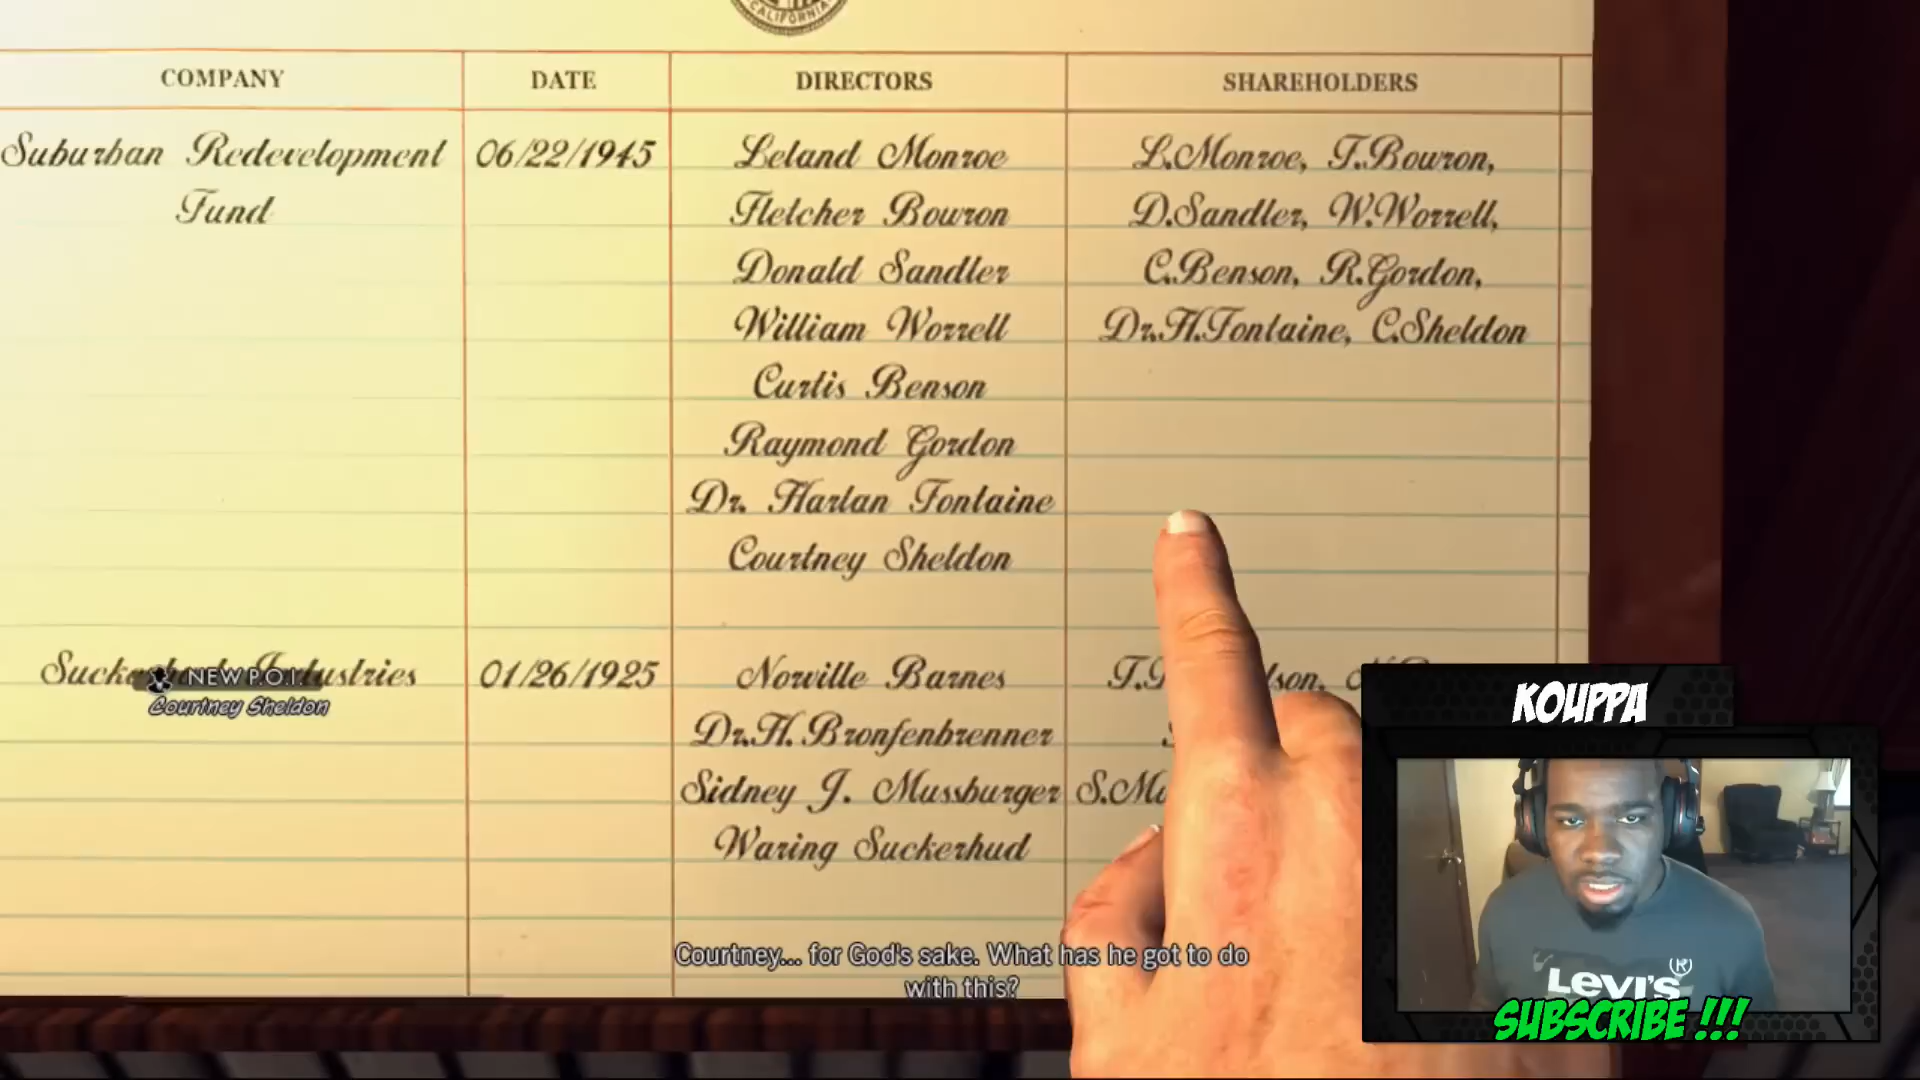 CALIFORNIA
COMPANY DATE DIRECTORS SHAREHOLDERS
Suburban Redevelopment 06/22/1945 Leland Monroe L.Monroe, F.Bowron,
Fund Fletcher Bowron D.Sandler, W.Worrell,
Donald Sandler C.Benson, R.Gordon,
William Worrell Dr.H.Fontaine, C.Sheldon
Curtis Benson
Raymond Gordon
Dr. Harlan Fontaine
Courtney Sheldon
01/26/1925 Norville Barnes
Industries
NEW P.O.I.
Courtney Sheldon
Dr.H.Bronfenbrenner
Sidney J. Mussburger
Waring Suckerhud
Courtney... for God's sake. What has he got to do
with this?
KOUPPA
Levi's ®
SUBSCRIBE !!!